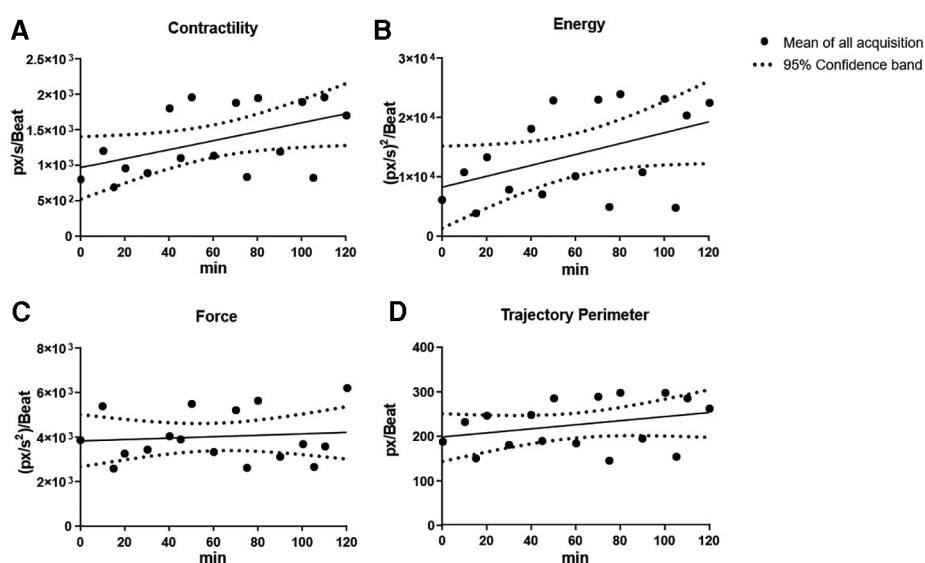 A
Contractility
px/s/Beat
2.5×10³
2×10³
1.5×10³
1×10³
5×10²
0
0 20 40 60 80 100 120
min
B
Energy
(px/s)²/Beat
3×10⁴
2×10⁴
1×10⁴
0
0 20 40 60 80 100 120
min
Mean of all acquisition
95% Confidence band
C
Force
(px/s²)/Beat
8×10³
6×10³
4×10³
2×10³
0
0 20 40 60 80 100 120
min
D
Trajectory Perimeter
px/Beat
400
300
200
100
0
0 20 40 60 80 100 120
min